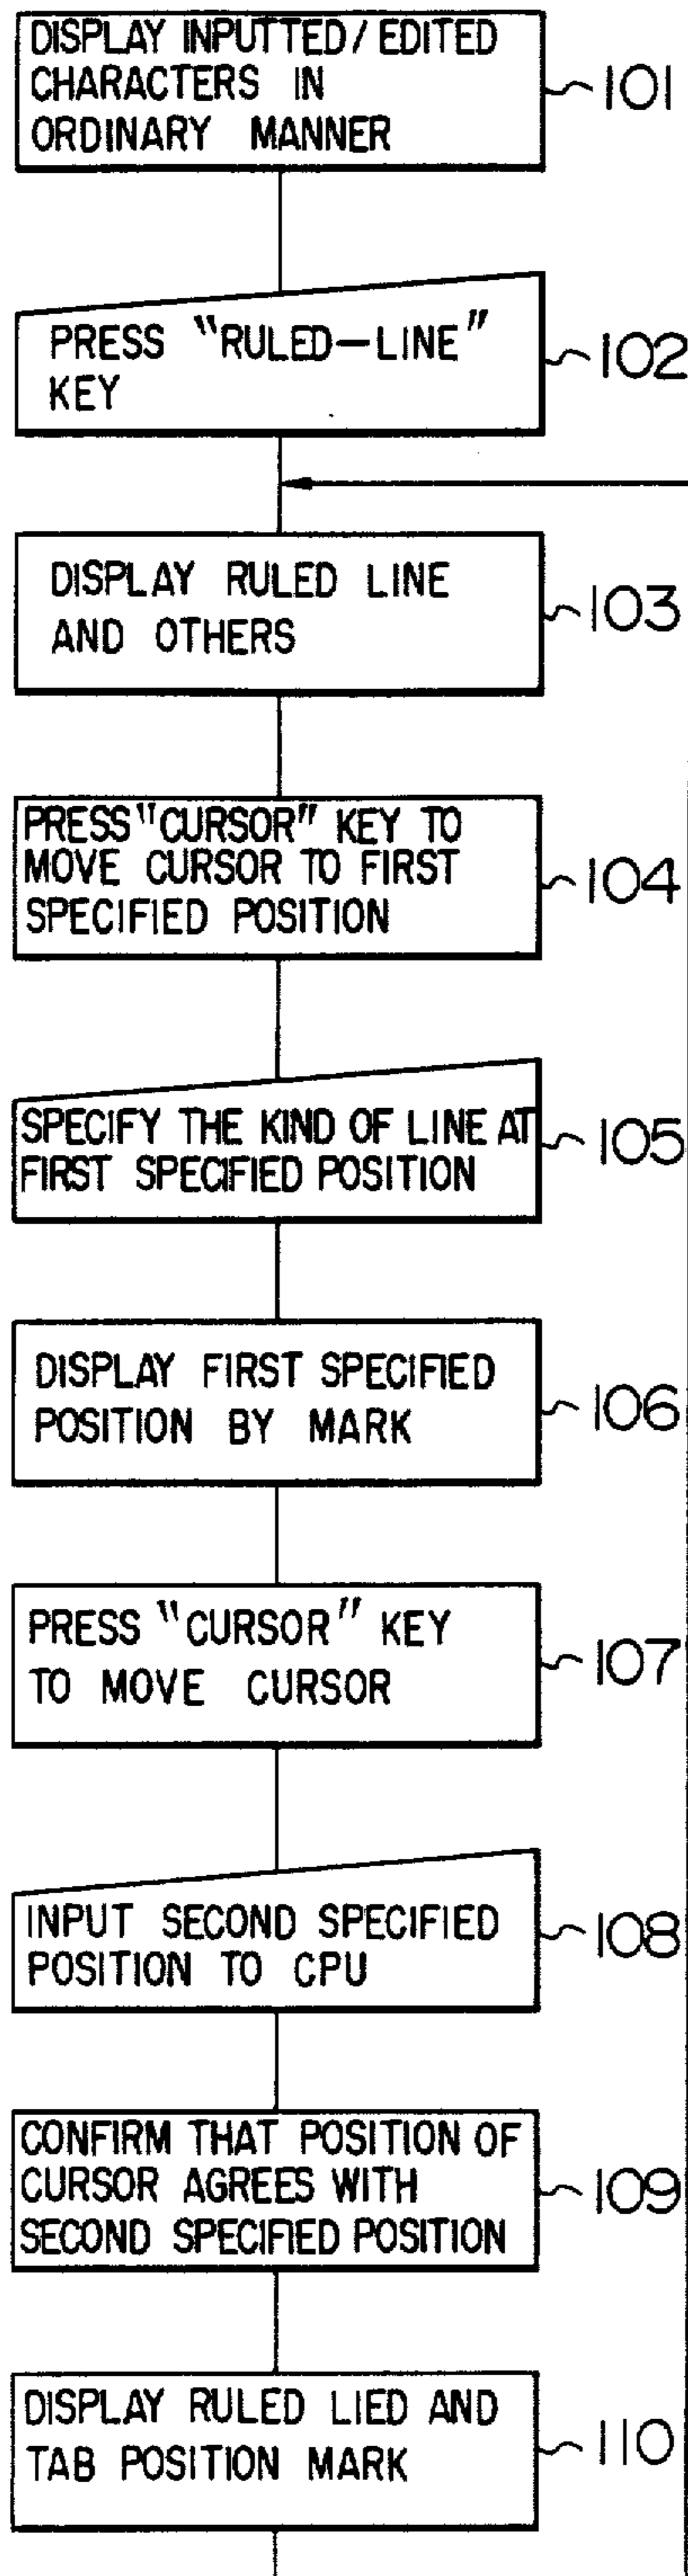 DISPLAY INPUTTED/EDITED
CHARACTERS IN
ORDINARY MANNER
101
PRESS "RULED-LINE"
KEY
102
DISPLAY RULED LINE
AND OTHERS
103
PRESS "CURSOR" KEY TO
MOVE CURSOR TO FIRST
SPECIFIED POSITION
104
SPECIFY THE KIND OF LINE AT
FIRST SPECIFIED POSITION
105
DISPLAY FIRST SPECIFIED
POSITION BY MARK
106
PRESS "CURSOR" KEY
TO MOVE CURSOR
107
INPUT SECOND SPECIFIED
POSITION TO CPU
108
CONFIRM THAT POSITION OF
CURSOR AGREES WITH
SECOND SPECIFIED POSITION
109
DISPLAY RULED LIED AND
TAB POSITION MARK
110